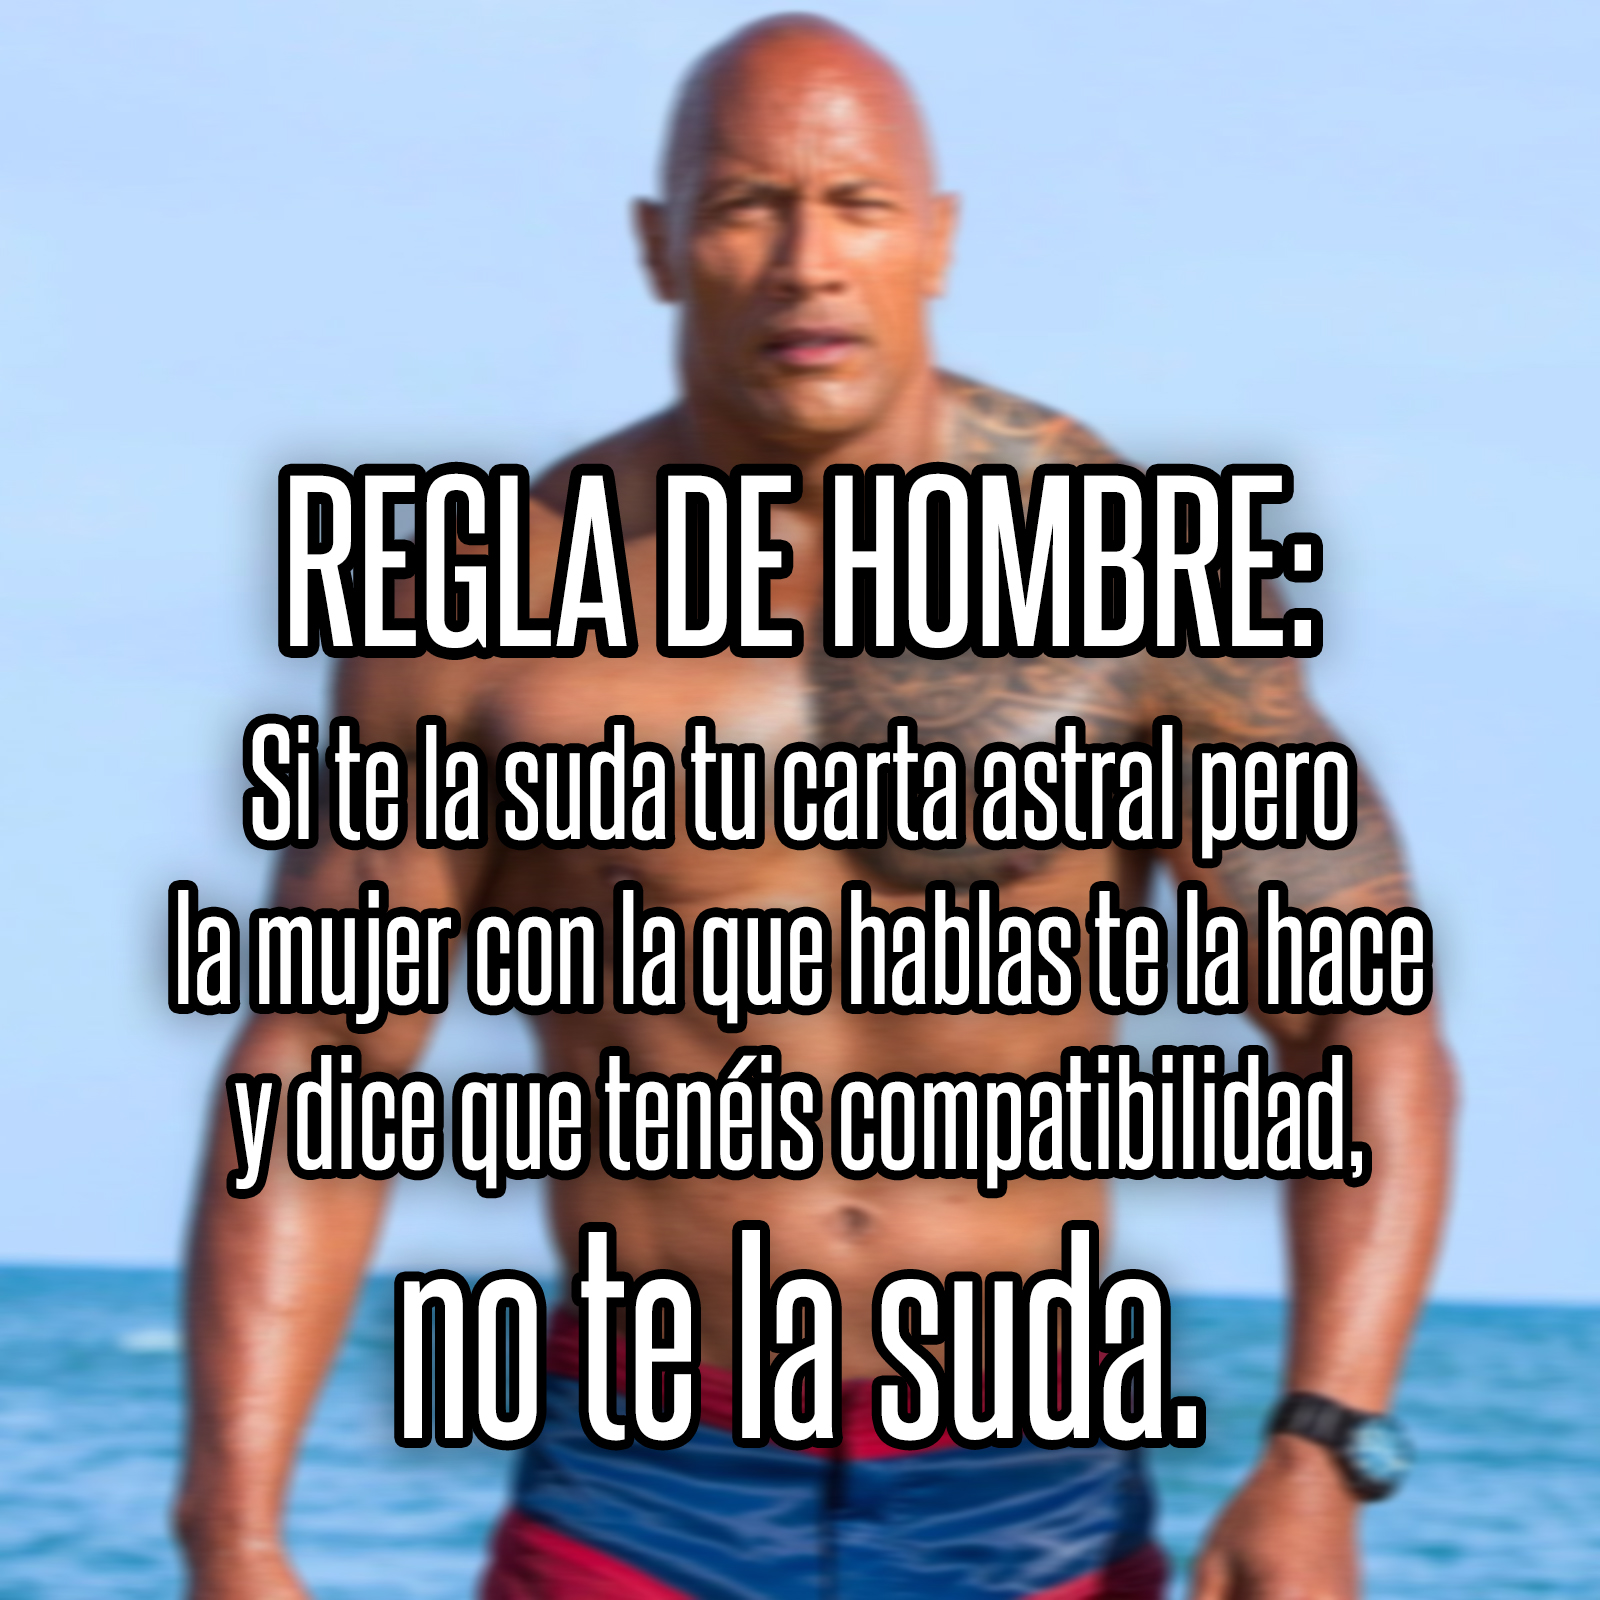 REGLA DE HOMBRE:
Si te la suda tu carta astral pero
la mujer con la que hablas te la hace
y dice que tenéis compatibilidad,
no te la suda.